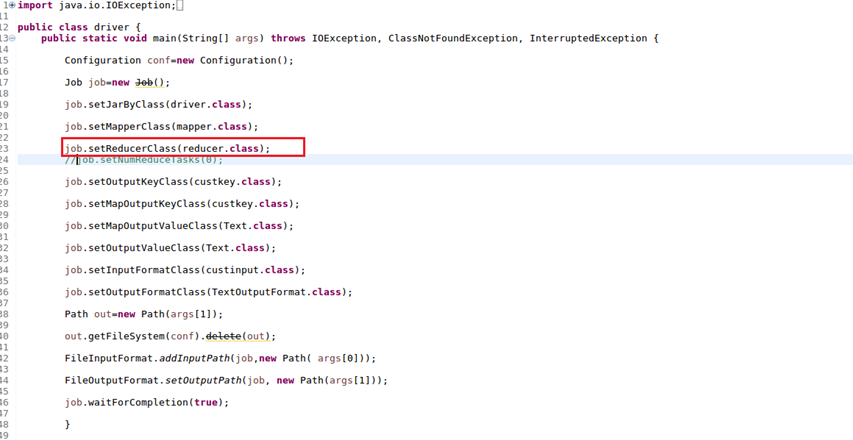 1 import java.io.IOException;
11
12 public class driver {
13 public static void main(String[] args) throws IOException, ClassNotFoundException, InterruptedException {
14
15 Configuration conf=new Configuration();
16
17 Job job=new Job();
18
19 job.setJarByClass(driver.class);
20
21 job.setMapperClass(mapper.class);
22
23 job.setReducerClass(reducer.class);
24 //job.setNumReduceTasks(0);
25
26 job.setOutputKeyClass(custkey.class);
27
28 job.setMapOutputKeyClass(custkey.class);
29
30 job.setMapOutputValueClass(Text.class);
31
32 job.setOutputValueClass(Text.class);
33
34 job.setInputFormatClass(custinput.class);
35
36 job.setOutputFormatClass(TextOutputFormat.class);
37
38 Path out=new Path(args[1]);
39
40 out.getFileSystem(conf).delete(out);
41
42 FileInputFormat.addInputPath(job,new Path( args[0]));
43
44 FileOutputFormat.setOutputPath(job, new Path(args[1]));
45
46 job.waitForCompletion(true);
47
48 }
49